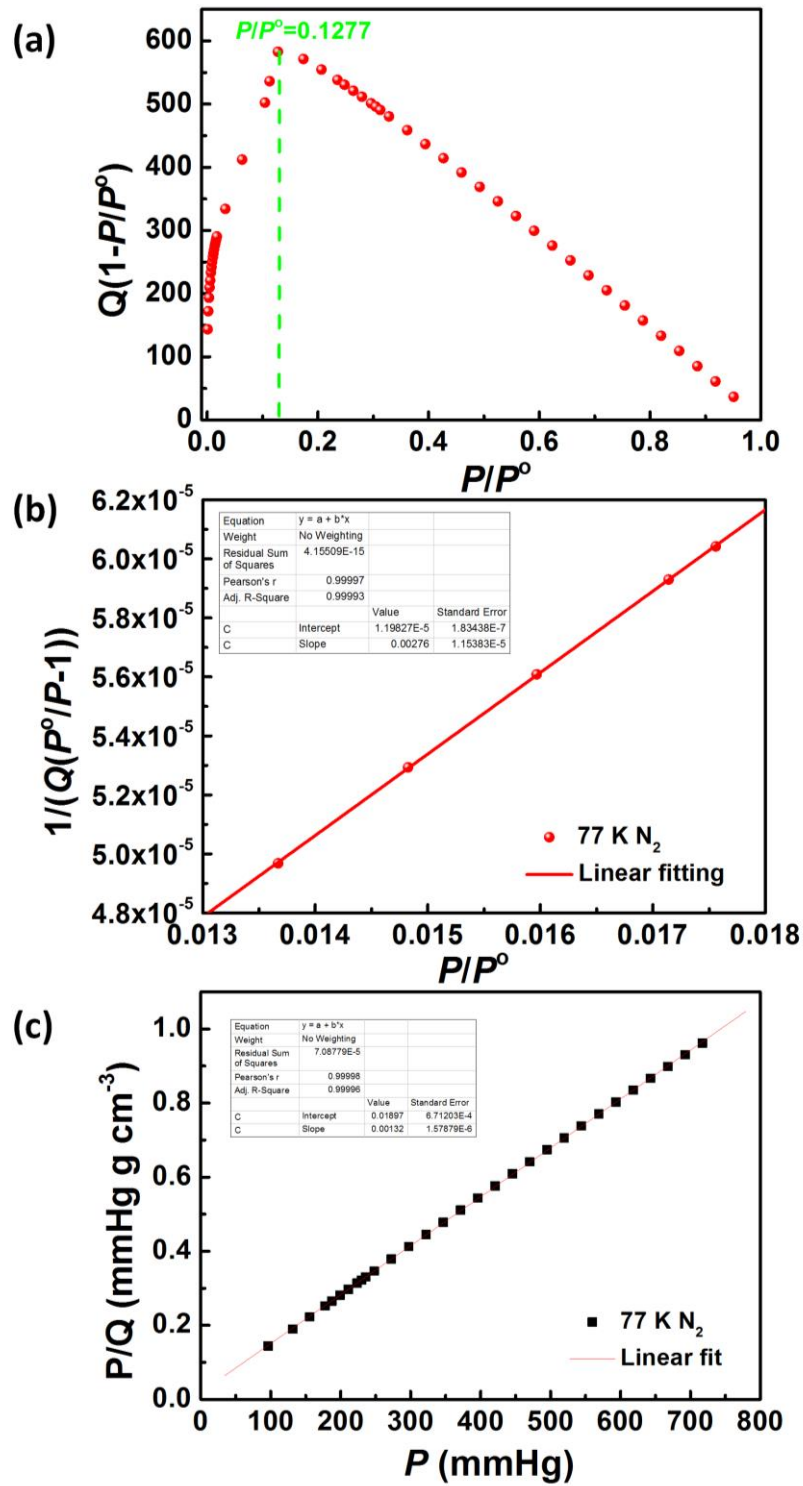 (a)
P/P°=0.1277
600
500
400
300
200
100
0
Q(1-P/P°)
0.0 0.2 0.4 0.6 0.8 1.0
P/P°
(b)
6.2x10⁻⁵
6.0x10⁻⁵
5.8x10⁻⁵
5.6x10⁻⁵
5.4x10⁻⁵
5.2x10⁻⁵
5.0x10⁻⁵
4.8x10⁻⁵
1/(Q(P°/P-1))
Equation y = a + b*x
Weight No Weighting
Residual Sum of Squares 4.15509E-15
Pearson's r 0.99997
Adj. R-Square 0.99993
Value Standard Error
C Intercept 1.19827E-5 1.83438E-7
C Slope 0.00276 1.15383E-5
77 K N₂
Linear fitting
0.013 0.014 0.015 0.016 0.017 0.018
P/P°
(c)
1.0
0.8
0.6
0.4
0.2
0.0
P/Q (mmHg g cm⁻³)
Equation y = a + b*x
Weight No Weighting
Residual Sum of Squares 7.08779E-5
Pearson's r 0.99998
Adj. R-Square 0.99996
Value Standard Error
C Intercept 0.01897 6.71203E-4
C Slope 0.00132 1.57879E-6
77 K N₂
Linear fit
0 100 200 300 400 500 600 700 800
P (mmHg)